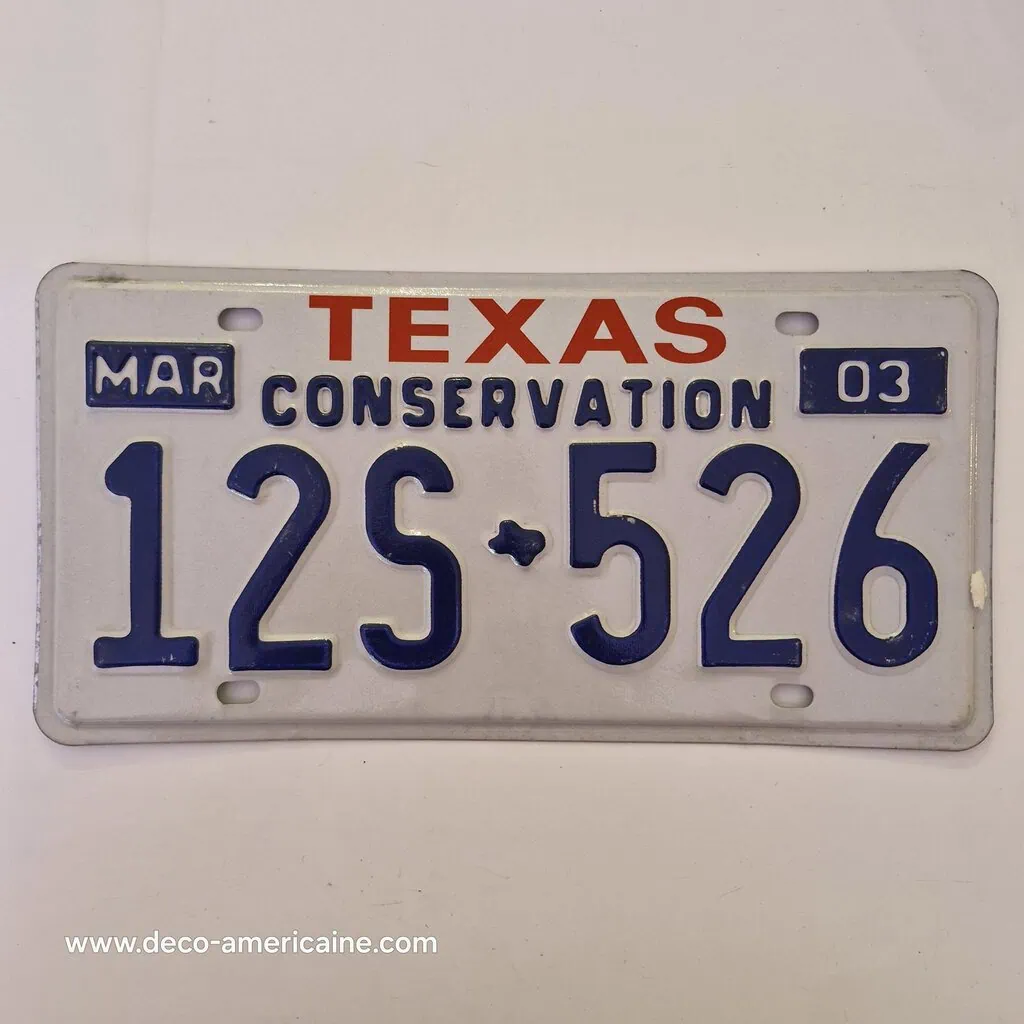 TEXAS
MAR CONSERVATION 03
12S 526
www.deco-americaine.com